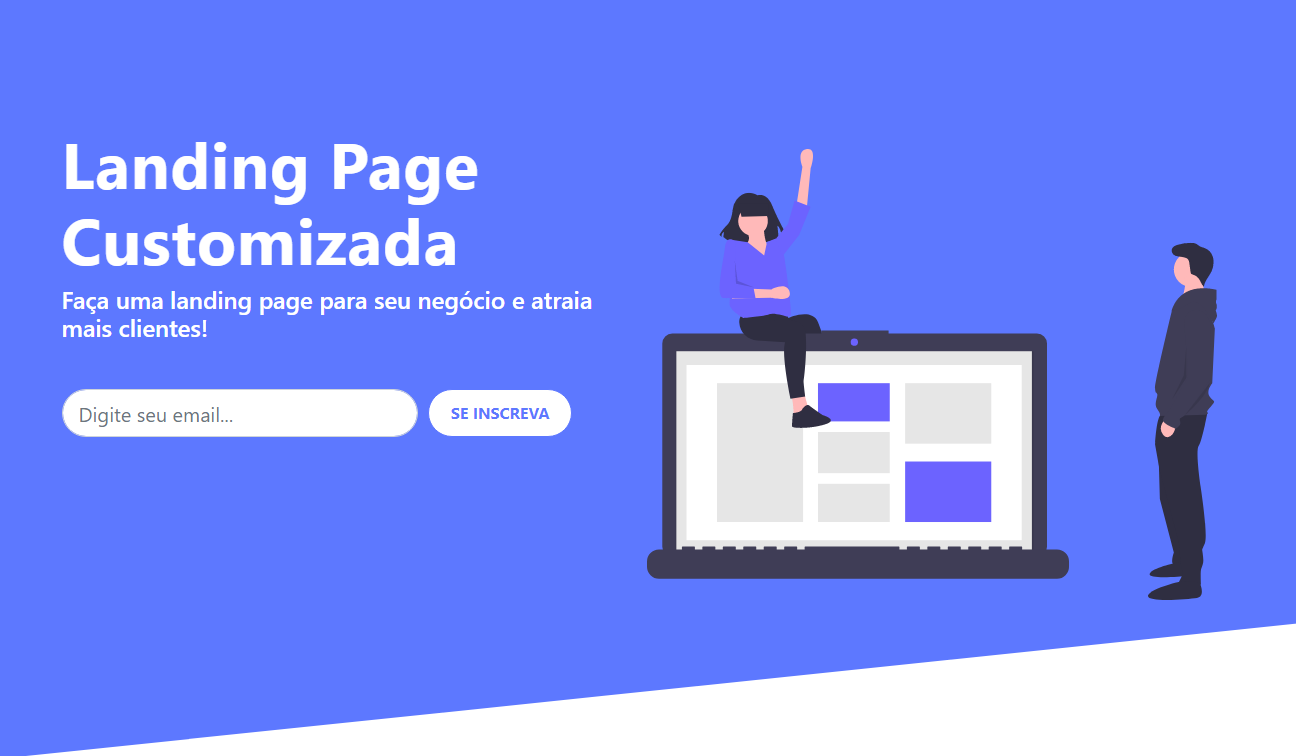 Landing Page
Customizada
Faça uma landing page para seu negócio e atraia
mais clientes!
Digite seu email...
SE INSCREVA